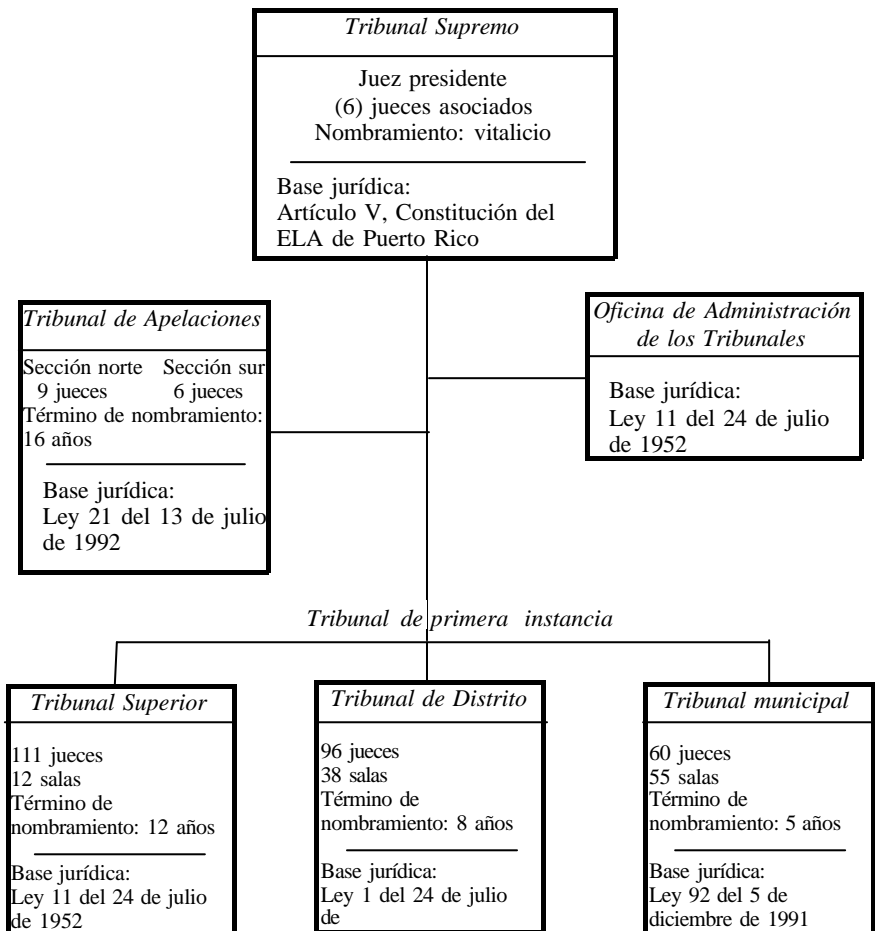 Tribunal Supremo
Juez presidente
(6) jueces asociados
Nombramiento: vitalicio
Base jurídica:
Artículo V, Constitución del
ELA de Puerto Rico
Tribunal de Apelaciones
Sección norte Sección sur
9 jueces 6 jueces
Término de nombramiento:
16 años
Base jurídica:
Ley 21 del 13 de julio
de 1992
Oficina de Administración
de los Tribunales
Base jurídica:
Ley 11 del 24 de julio
de 1952
Tribunal de primera instancia
Tribunal Superior
111 jueces
12 salas
Término de
nombramiento: 12 años
Base jurídica:
Ley 11 del 24 de julio
de 1952
Tribunal de Distrito
96 jueces
38 salas
Término de
nombramiento: 8 años
Base jurídica:
Ley 1 del 24 de julio
de
Tribunal municipal
60 jueces
55 salas
Término de
nombramiento: 5 años
Base jurídica:
Ley 92 del 5 de
diciembre de 1991